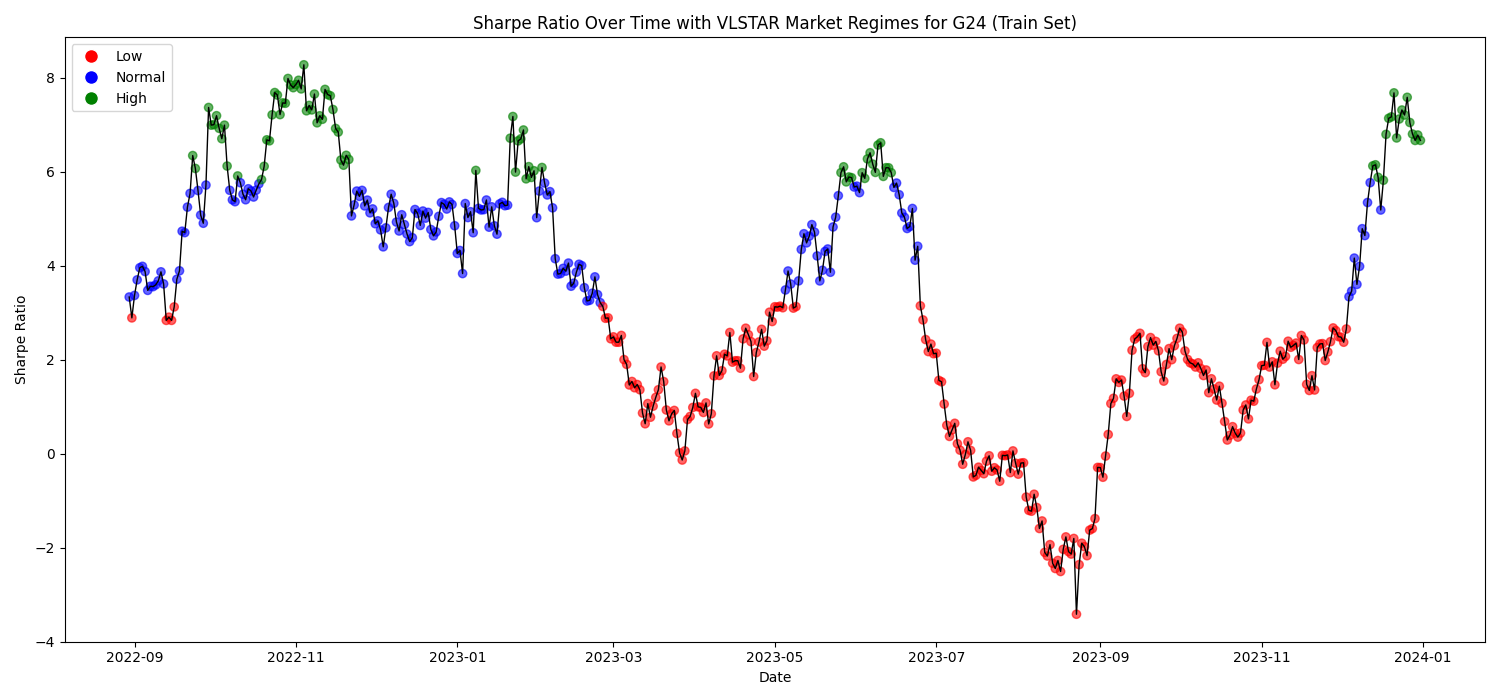 Sharpe Ratio Over Time with VLSTAR Market Regimes for G24 (Train Set)
Low
Normal
High
Sharpe Ratio
8
6
4
2
0
−2
−4
2022-09
2022-11
2023-01
2023-03
2023-05
2023-07
2023-09
2023-11
2024-01
Date